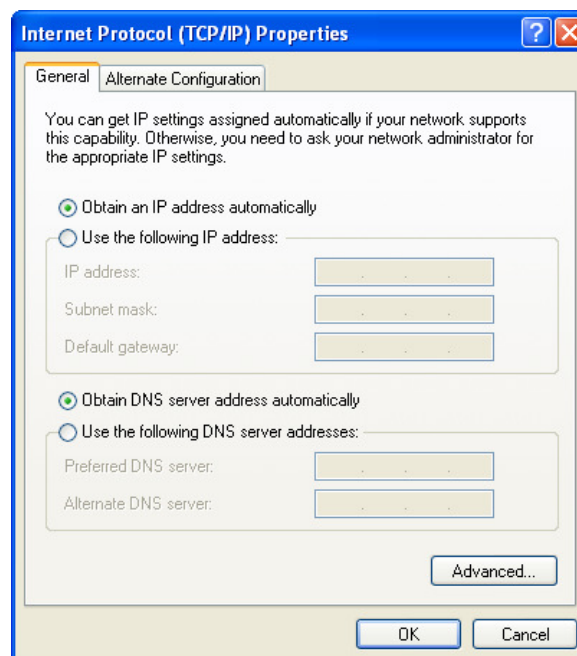 Internet Protocol (TCP/IP) Properties
General
Alternate Configuration
You can get IP settings assigned automatically if your network supports
this capability. Otherwise, you need to ask your network administrator for
the appropriate IP settings.
Obtain an IP address automatically
Use the following IP address:
IP address:
Subnet mask:
Default gateway:
Obtain DNS server address automatically
Use the following DNS server addresses:
Preferred DNS server:
Alternate DNS server:
Advanced...
OK
Cancel